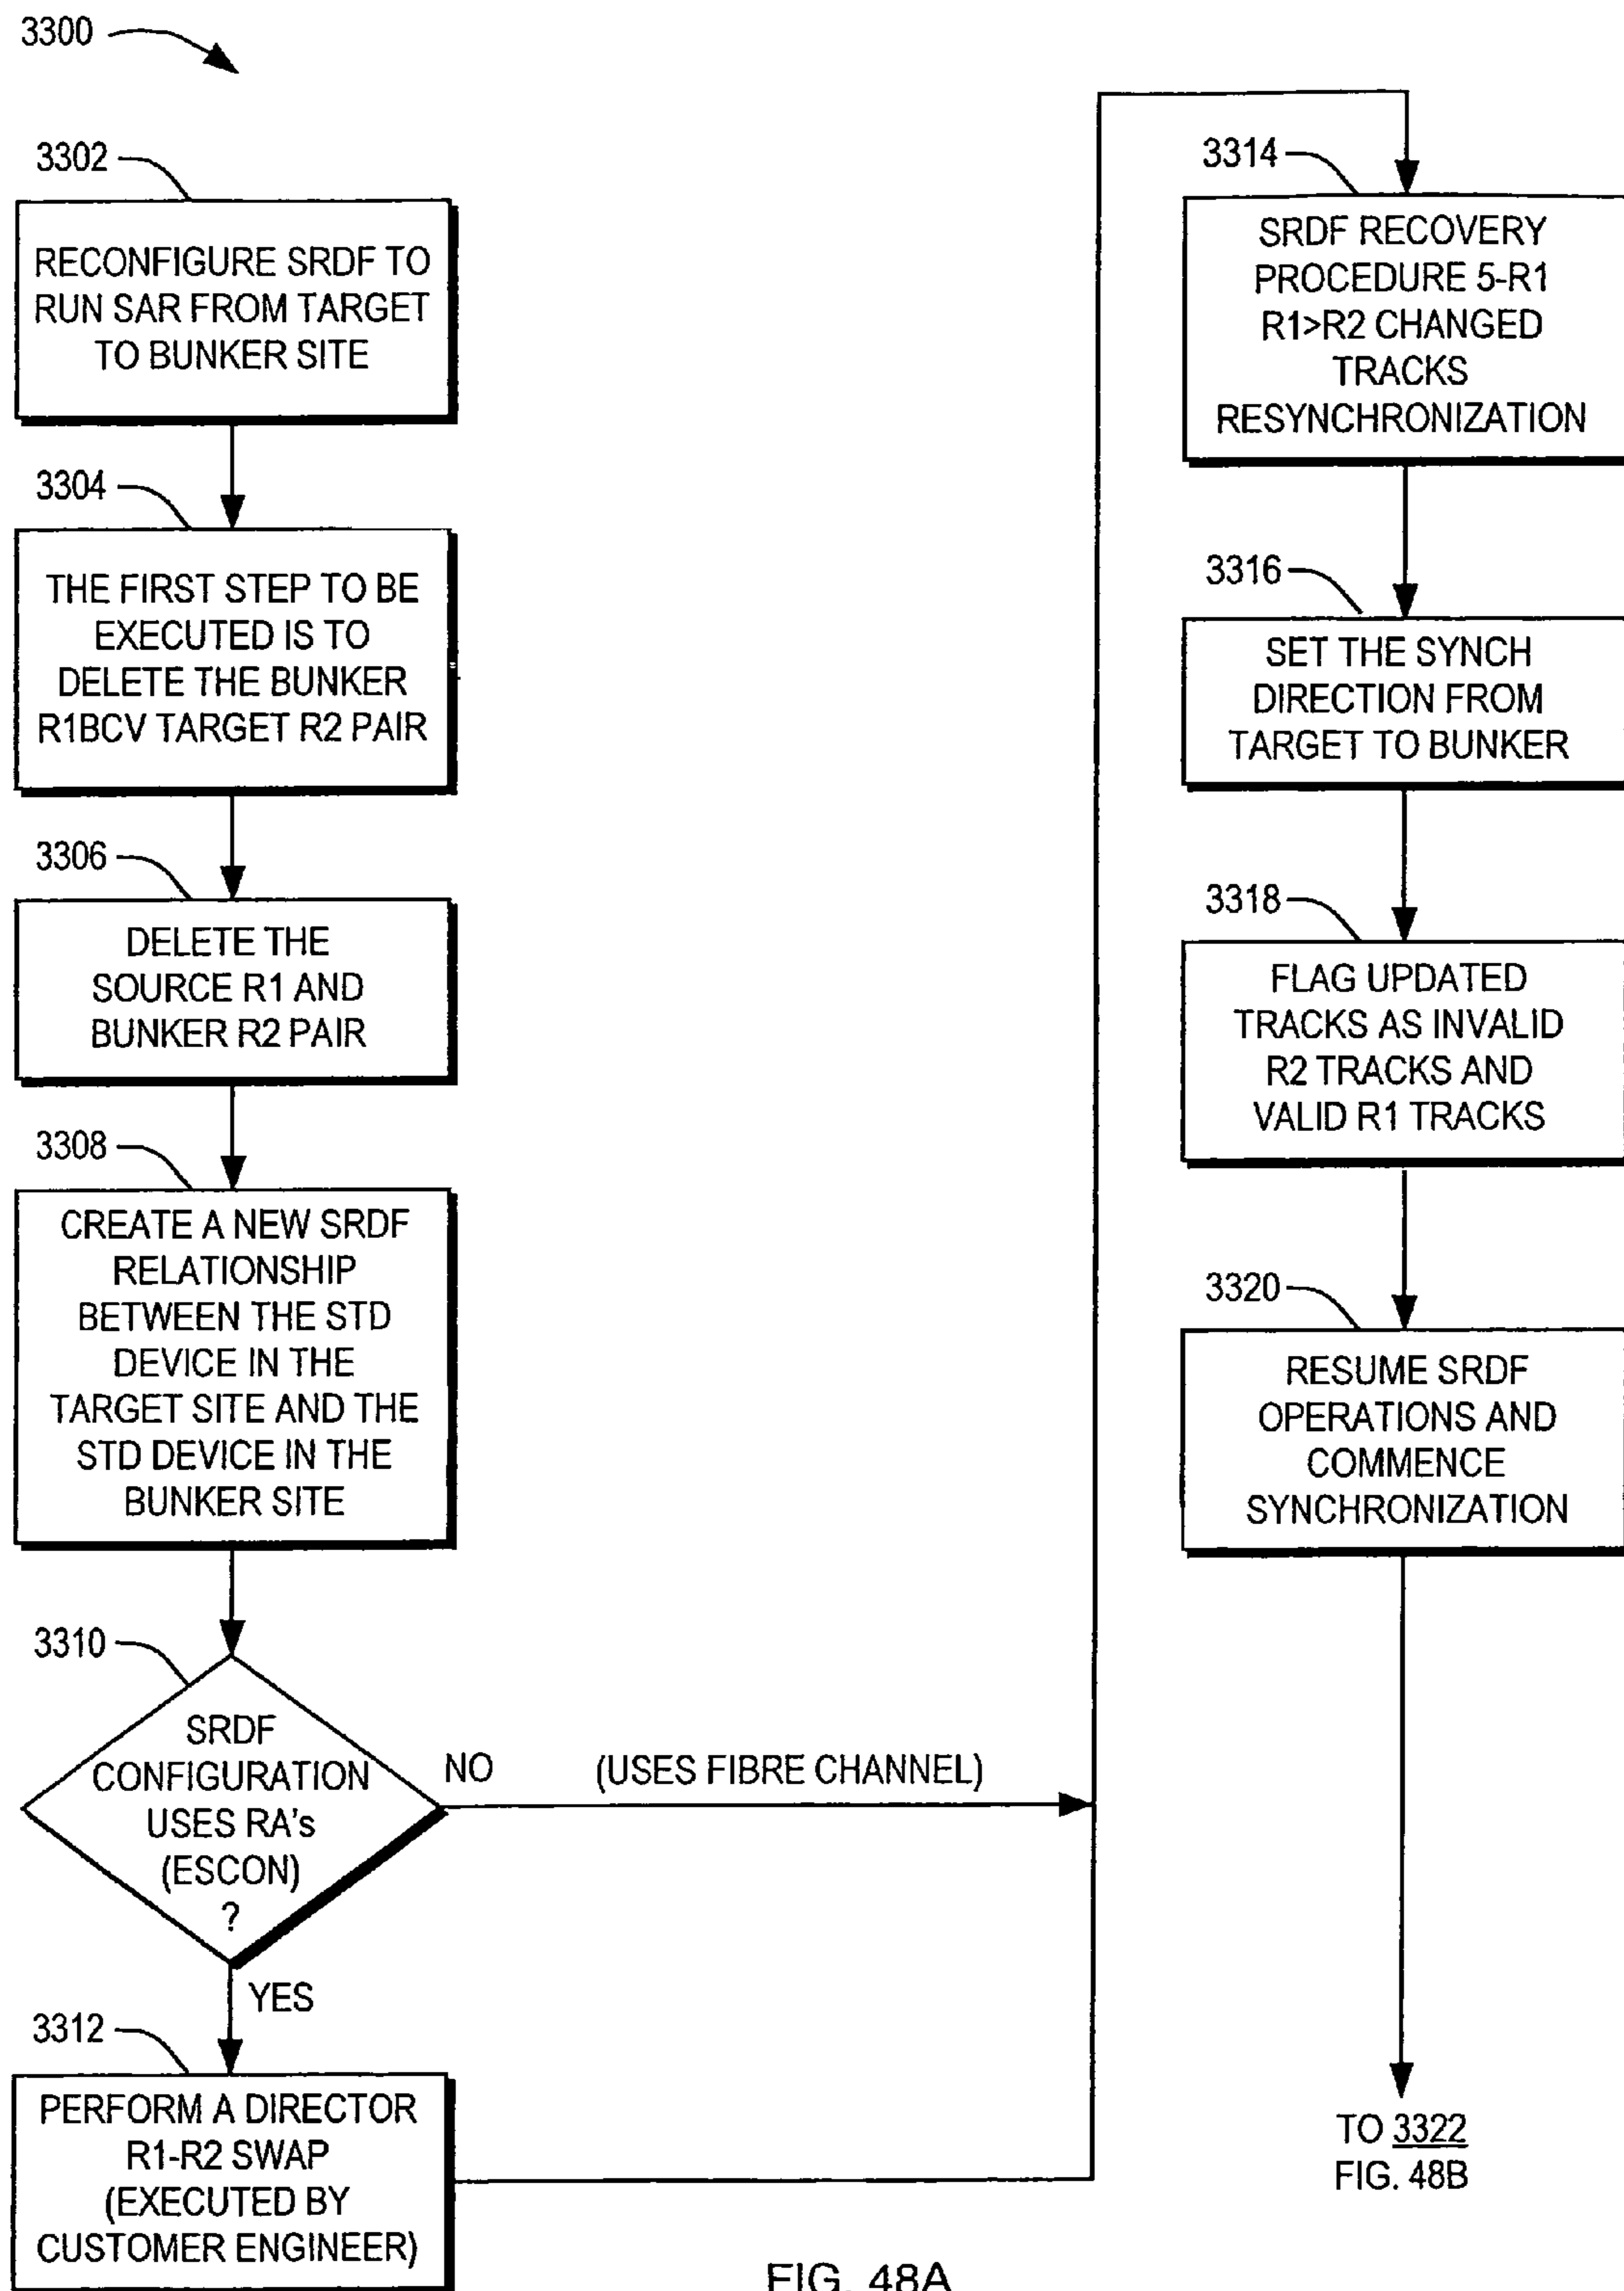 3300
3302
RECONFIGURE SRDF TO
RUN SAR FROM TARGET
TO BUNKER SITE
3304
THE FIRST STEP TO BE
EXECUTED IS TO
DELETE THE BUNKER
R1BCV TARGET R2 PAIR
3306
DELETE THE
SOURCE R1 AND
BUNKER R2 PAIR
3308
CREATE A NEW SRDF
RELATIONSHIP
BETWEEN THE STD
DEVICE IN THE
TARGET SITE AND THE
STD DEVICE IN THE
BUNKER SITE
3310
SRDF
CONFIGURATION
USES RA's
(ESCON)
?
NO
(USES FIBRE CHANNEL)
YES
3312
PERFORM A DIRECTOR
R1-R2 SWAP
(EXECUTED BY
CUSTOMER ENGINEER)
3314
SRDF RECOVERY
PROCEDURE 5-R1
R1>R2 CHANGED
TRACKS
RESYNCHRONIZATION
3316
SET THE SYNCH
DIRECTION FROM
TARGET TO BUNKER
3318
FLAG UPDATED
TRACKS AS INVALID
R2 TRACKS AND
VALID R1 TRACKS
3320
RESUME SRDF
OPERATIONS AND
COMMENCE
SYNCHRONIZATION
TO 3322
FIG. 48B
FIG. 48A